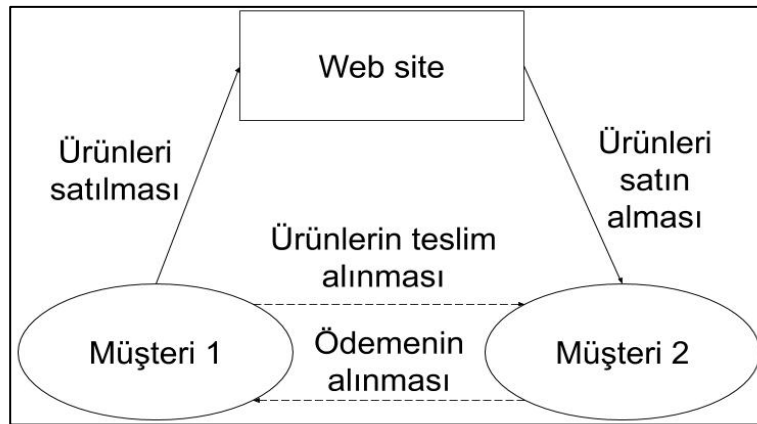 Web site
Ürünleri
satılması
Ürünleri
satın
alması
Ürünlerin teslim
alınması
Müşteri 1
Ödemenin
alınması
Müşteri 2